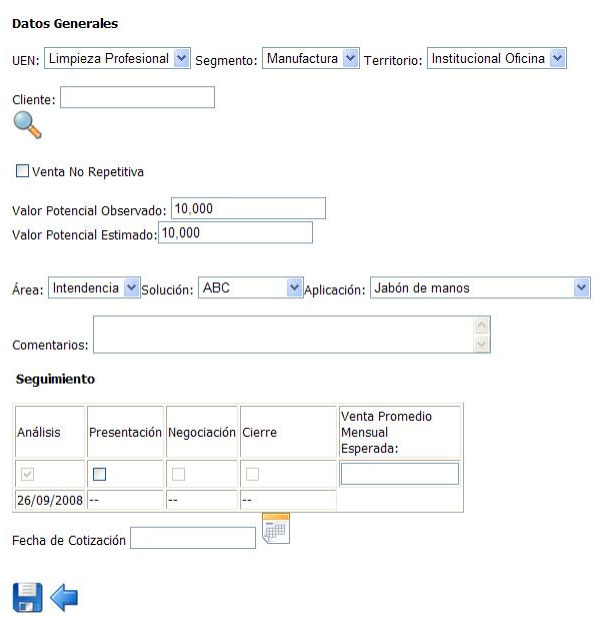 Datos Generales
UEN: Limpieza Profesional Segmento: Manufactura Territorio: Institucional Oficina
Cliente:
Venta No Repetitiva
Valor Potencial Observado: 10,000
Valor Potencial Estimado: 10,000
Área: Intendencia Solución: ABC Aplicación: Jabón de manos
Comentarios:
Seguimiento
Análisis Presentación Negociación Cierre Venta Promedio
Mensual
Esperada:
26/09/2008 -- -- --
Fecha de Cotización